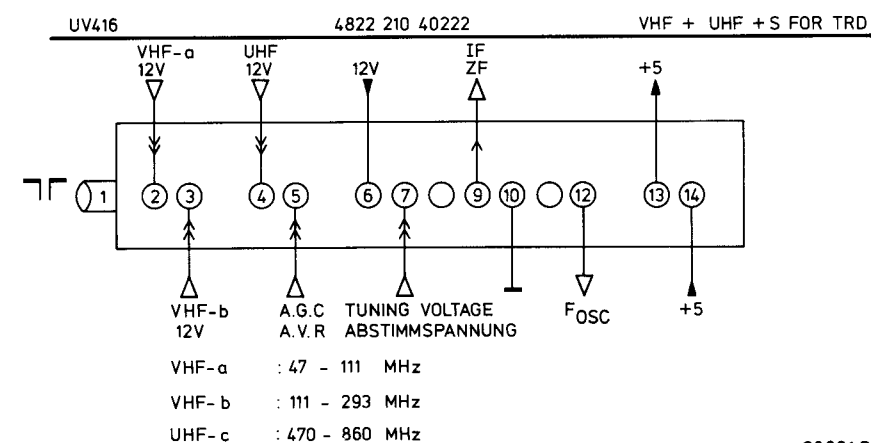 UV416 4822 210 40222 VHF + UHF + S FOR TRD
VHF-a UHF IF
12V 12V 12V ZF +5
1 2 3 4 5 6 7 9 10 12 13 14
VHF-b A.G.C TUNING VOLTAGE FOSC +5
12V A.V.R ABSTIMMSPANNUNG
VHF-a : 47 - 111 MHz
VHF-b : 111 - 293 MHz
UHF-c : 470 - 860 MHz